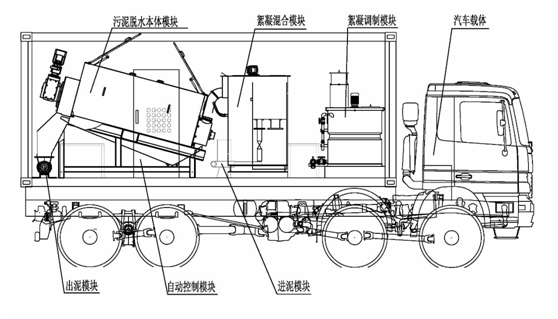 污泥脱水本体模块
絮凝混合模块
絮凝调制模块
汽车载体
出泥模块
自动控制模块
进泥模块